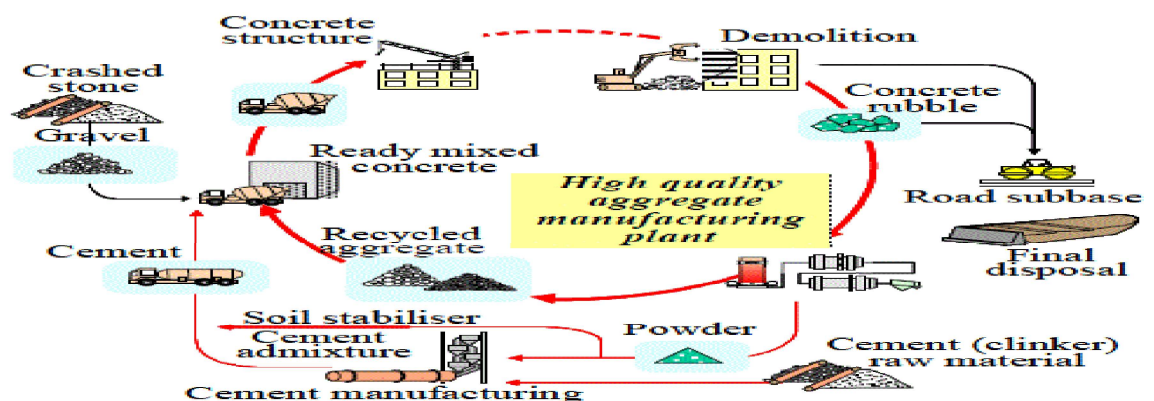 Concrete
structure
Demolition
Crashed
stone
Concrete
rubble
Gravel
Ready mixed
concrete
High quality
aggregate
manufacturing
plant
Road subbase
Cement
Recycled
aggregate
Final
disposal
Soil stabiliser
Powder
Cement
admixture
Cement (clinker)
raw material
Cement manufacturing